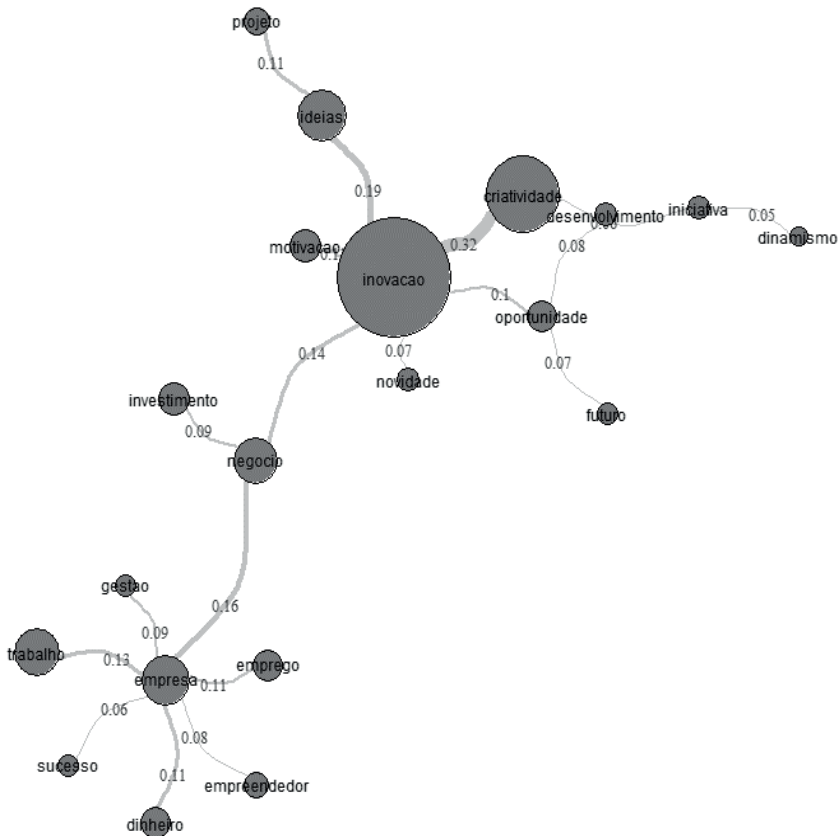 projeto
0.11
ideias
0.19
criatividade
desenvolvimento
iniciativa
0.05
dinamismo
motivacao
0.32
inovacao
0.08
0.1
oportunidade
0.14
0.07
novidade
0.07
futuro
investimento
0.09
negocio
gestao
0.16
0.09
trabalho
0.13
emprego
empresa
0.11
0.06
0.08
sucesso
0.11
empreendedor
dinheiro